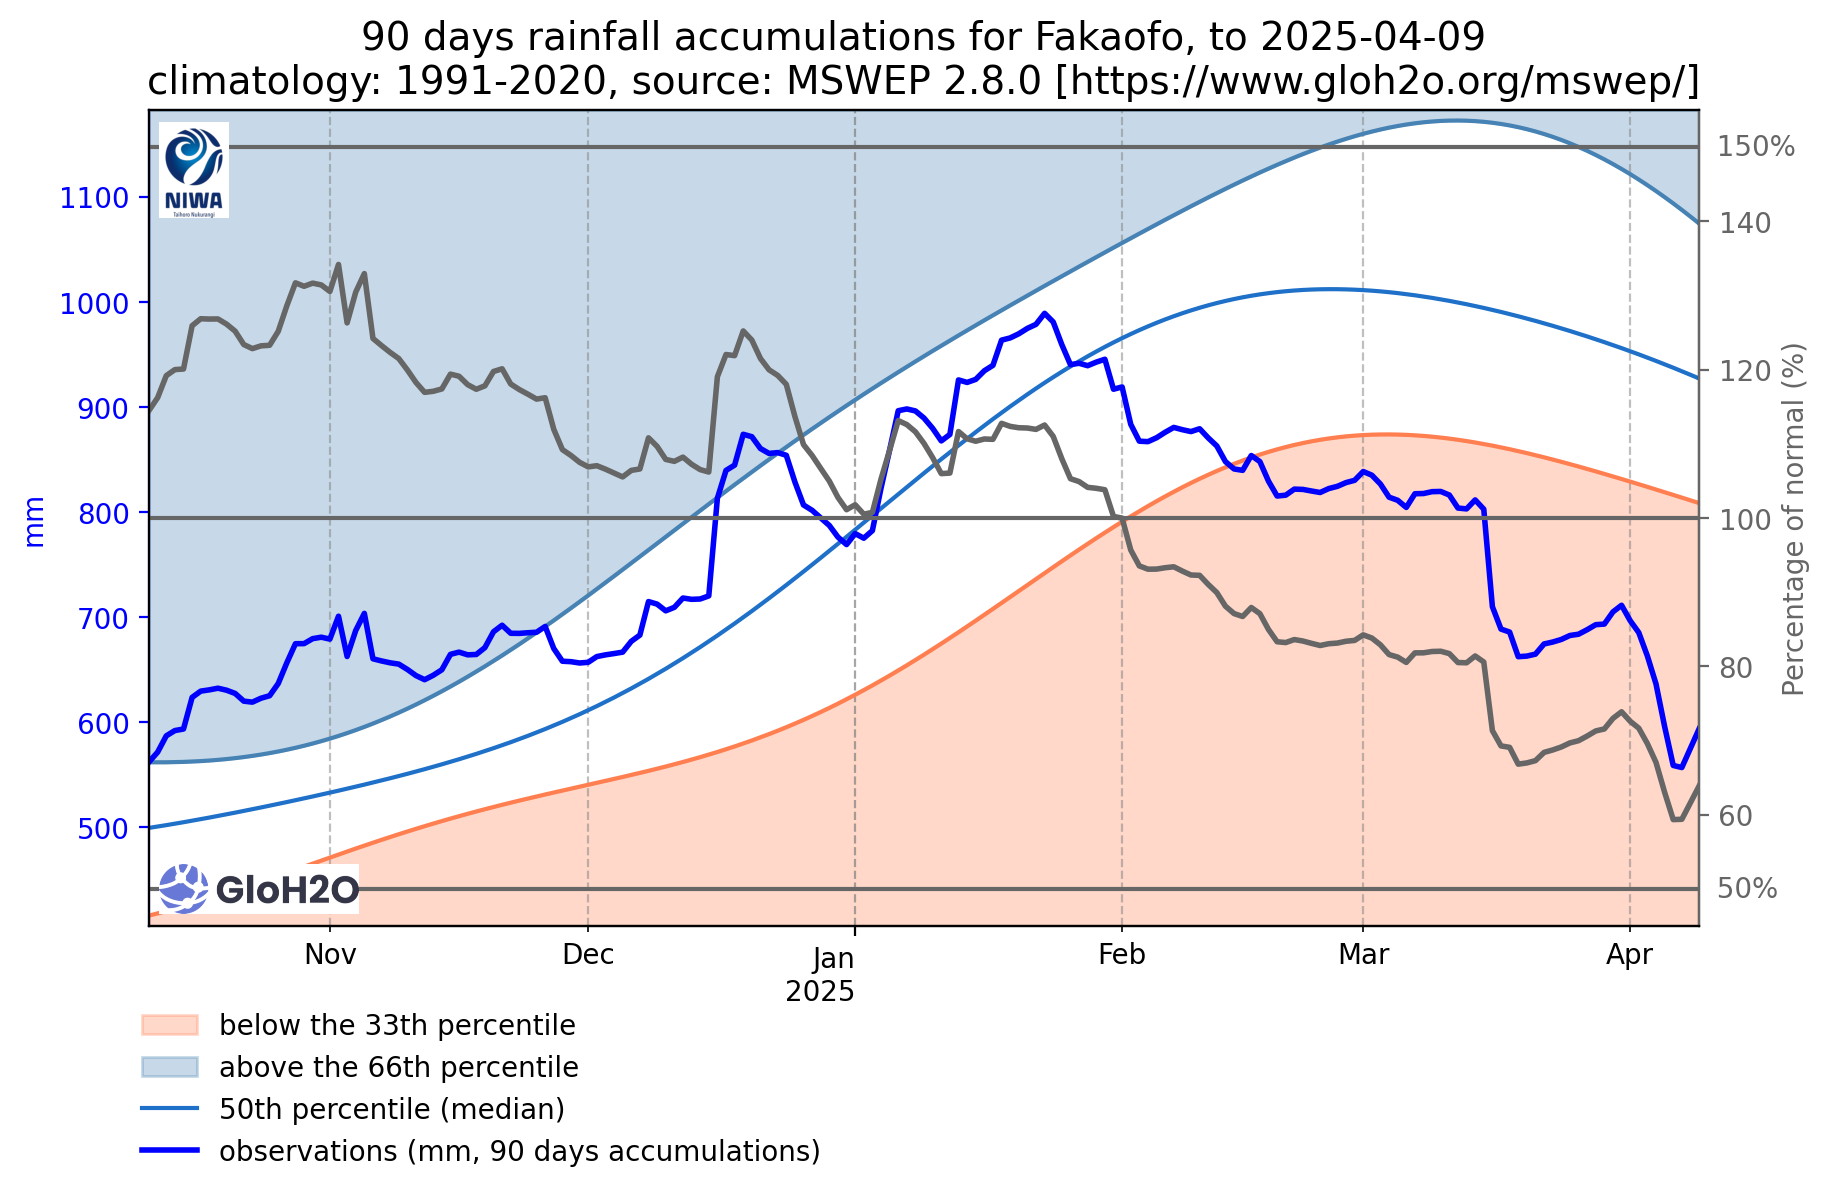 90 days rainfall accumulations for Fakaofo, to 2025-04-09
climatology: 1991-2020, source: MSWEP 2.8.0 [https://www.gloh2o.org/mswep/]
NIWA
Taihoro Nukurangi
1100
1000
900
800
700
600
500
mm
150%
140
120
100
80
60
50%
Percentage of normal (%)
GloH2O
Nov
Dec
Jan
2025
Feb
Mar
Apr
below the 33th percentile
above the 66th percentile
50th percentile (median)
observations (mm, 90 days accumulations)